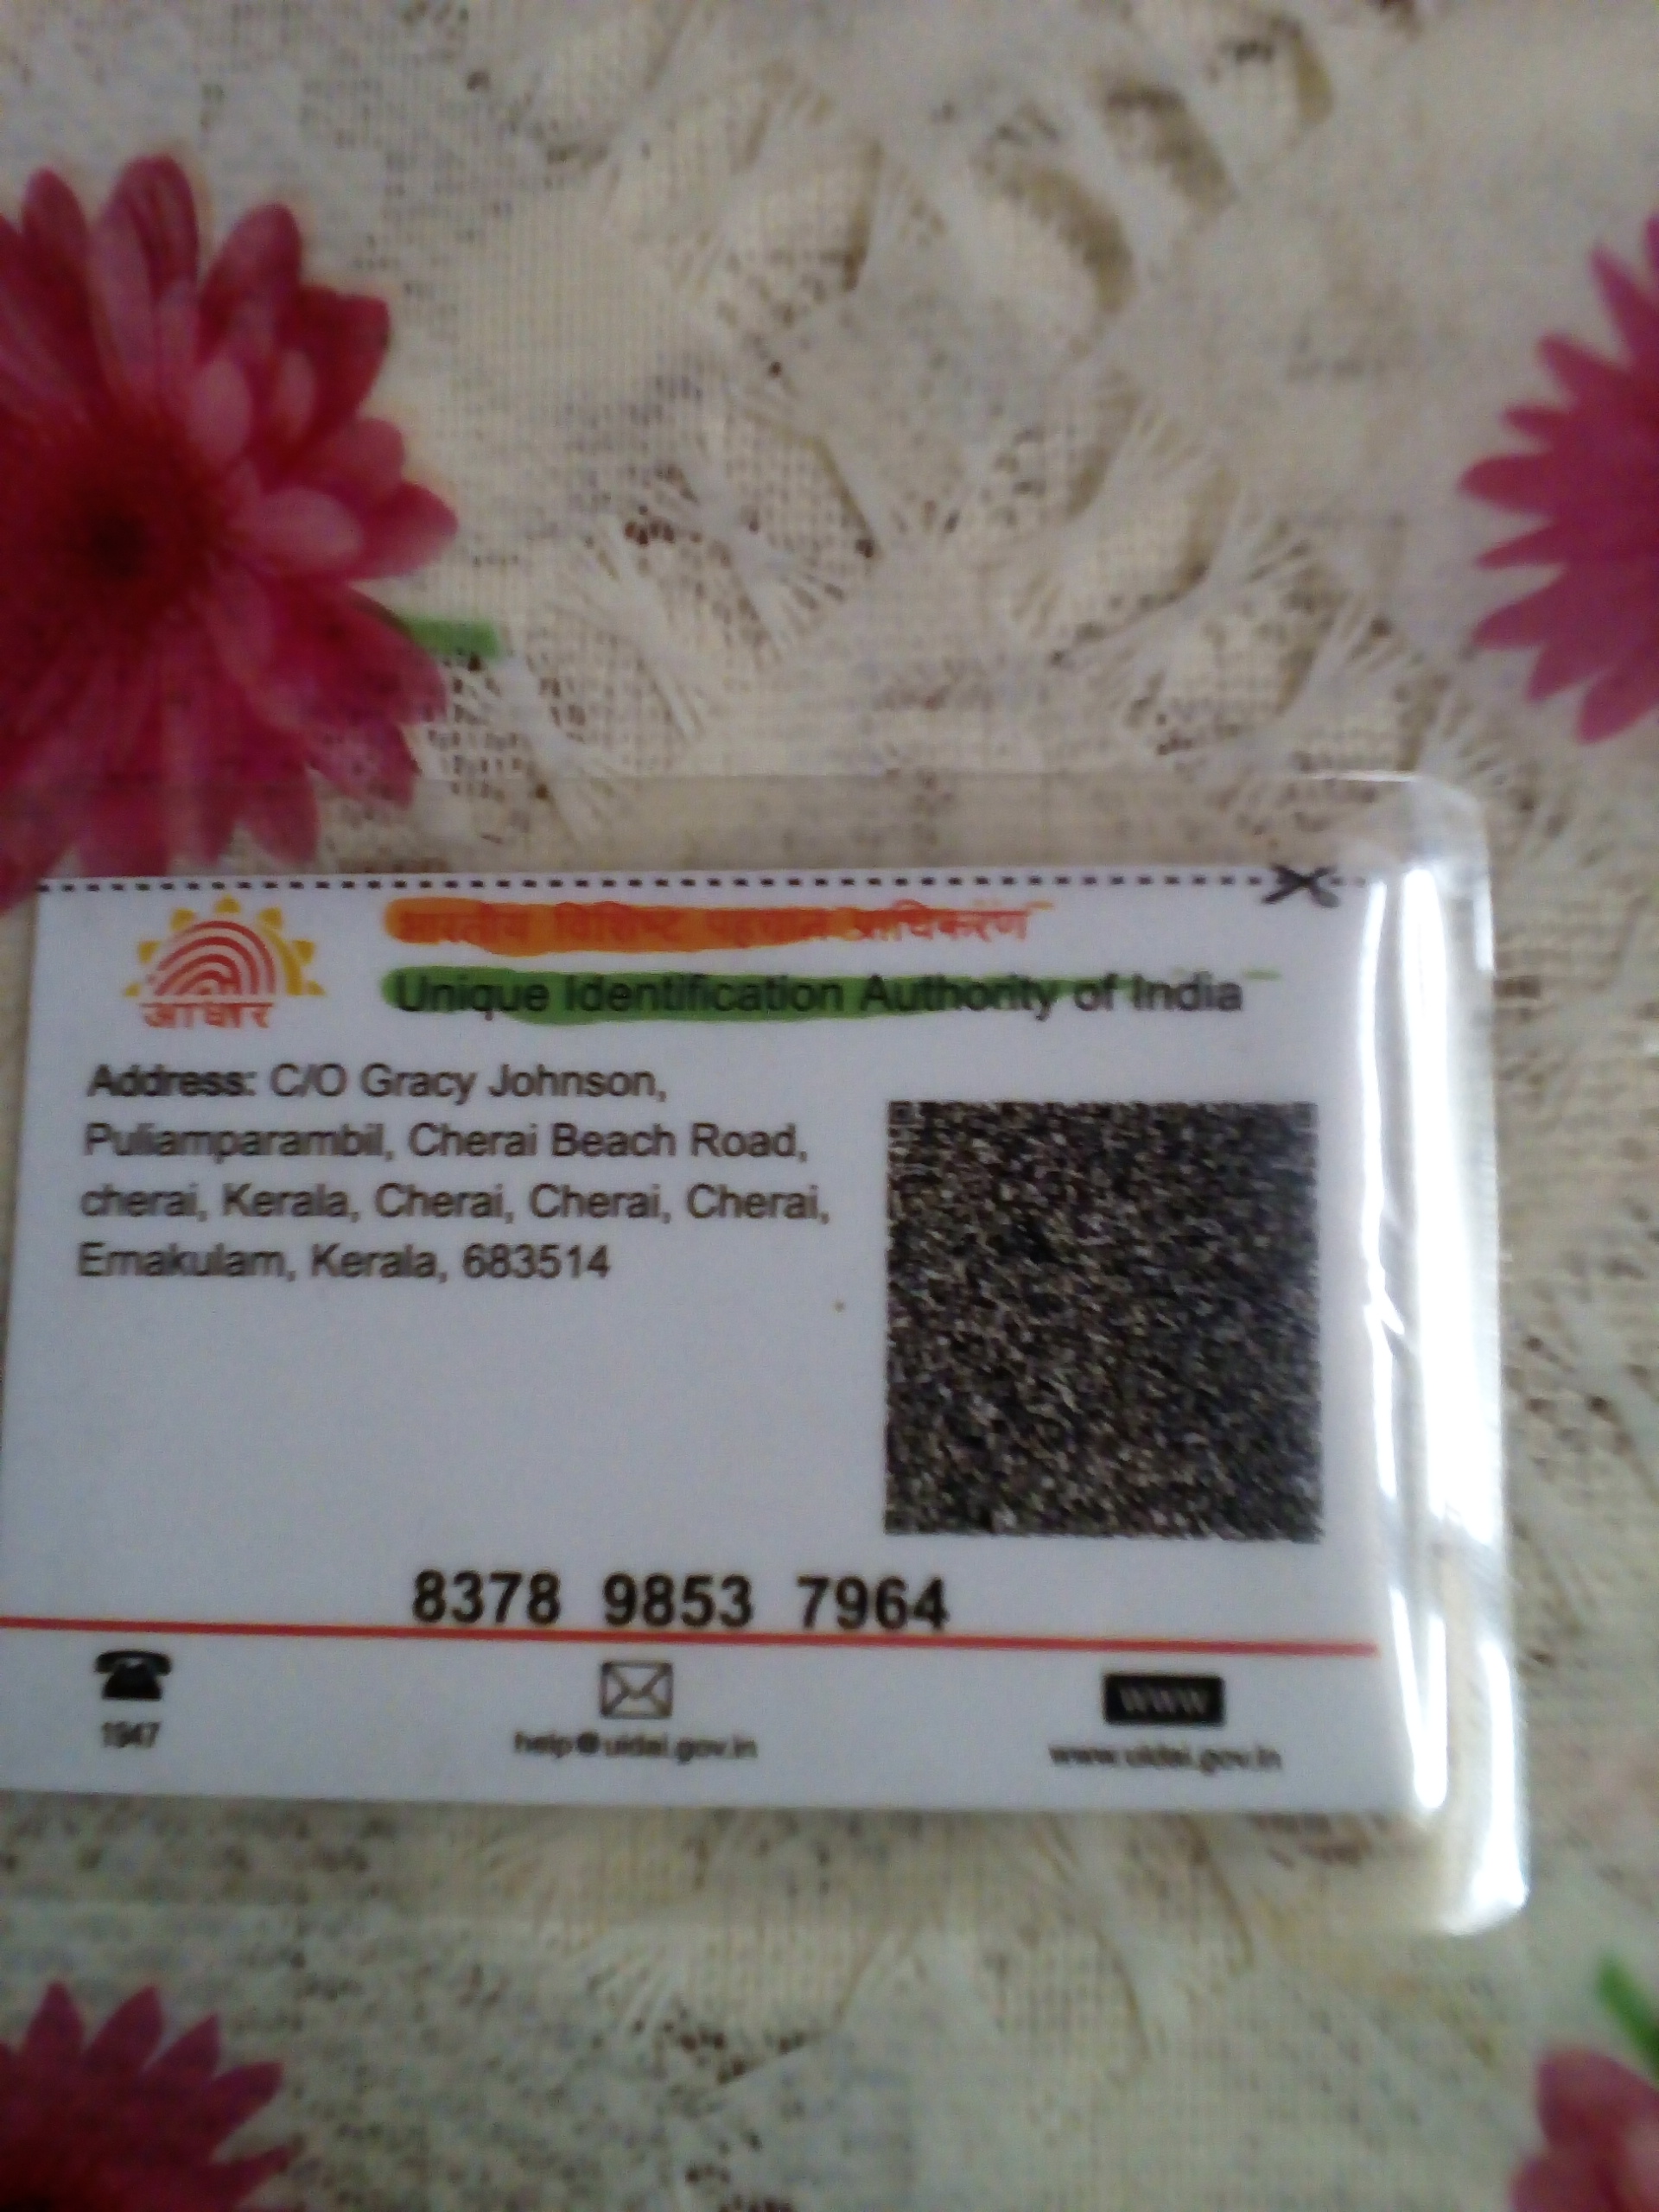 भारतीय विशिष्ट पहचान प्राधिकरण
Unique Identification Authority of India
आधार
Address: C/O Gracy Johnson,
Puliamparambil, Cherai Beach Road,
cherai, Kerala, Cherai, Cherai, Cherai,
Ernakulam, Kerala, 683514
8378 9853 7964
1947
help@uidai.gov.in
www
www.uidai.gov.in